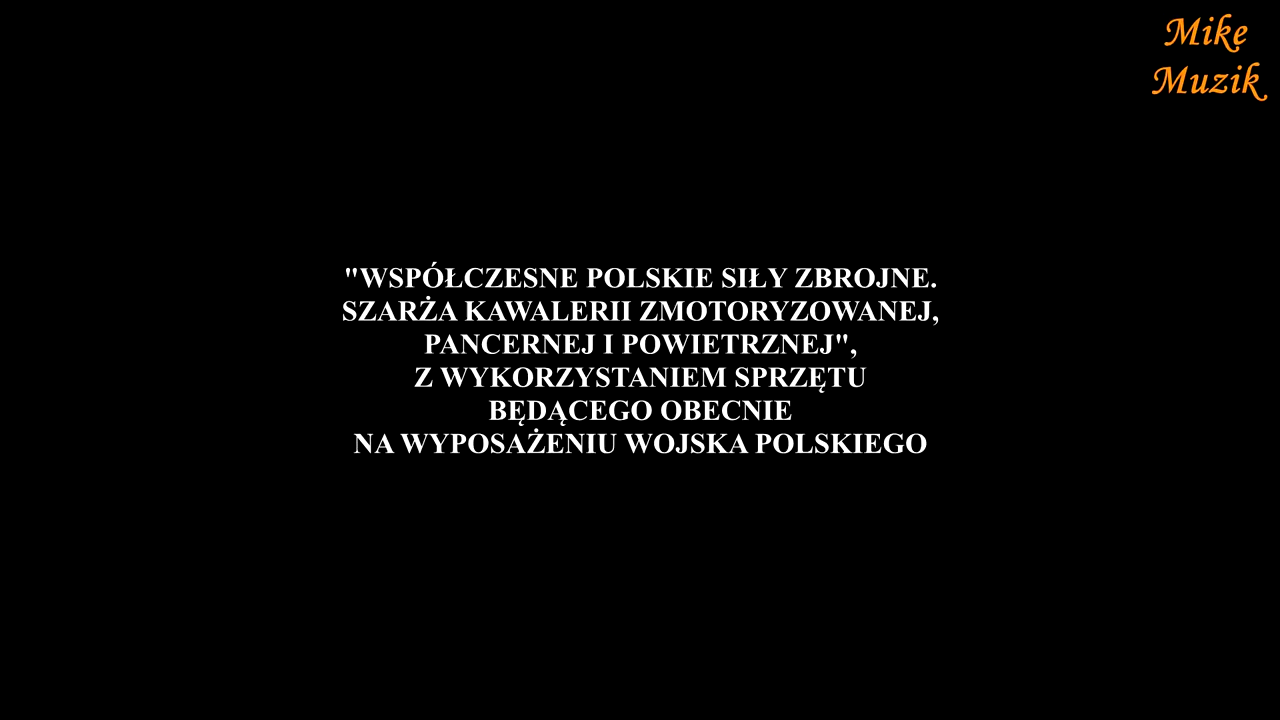 Mike
Muzik
"WSPÓŁCZESNE POLSKIE SIŁY ZBROJNE.
SZARŻA KAWALERII ZMOTORYZOWANEJ,
PANCERNEJ I POWIETRZNEJ",
Z WYKORZYSTANIEM SPRZĘTU
BĘDĄCEGO OBECNIE
NA WYPOSAŻENIU WOJSKA POLSKIEGO